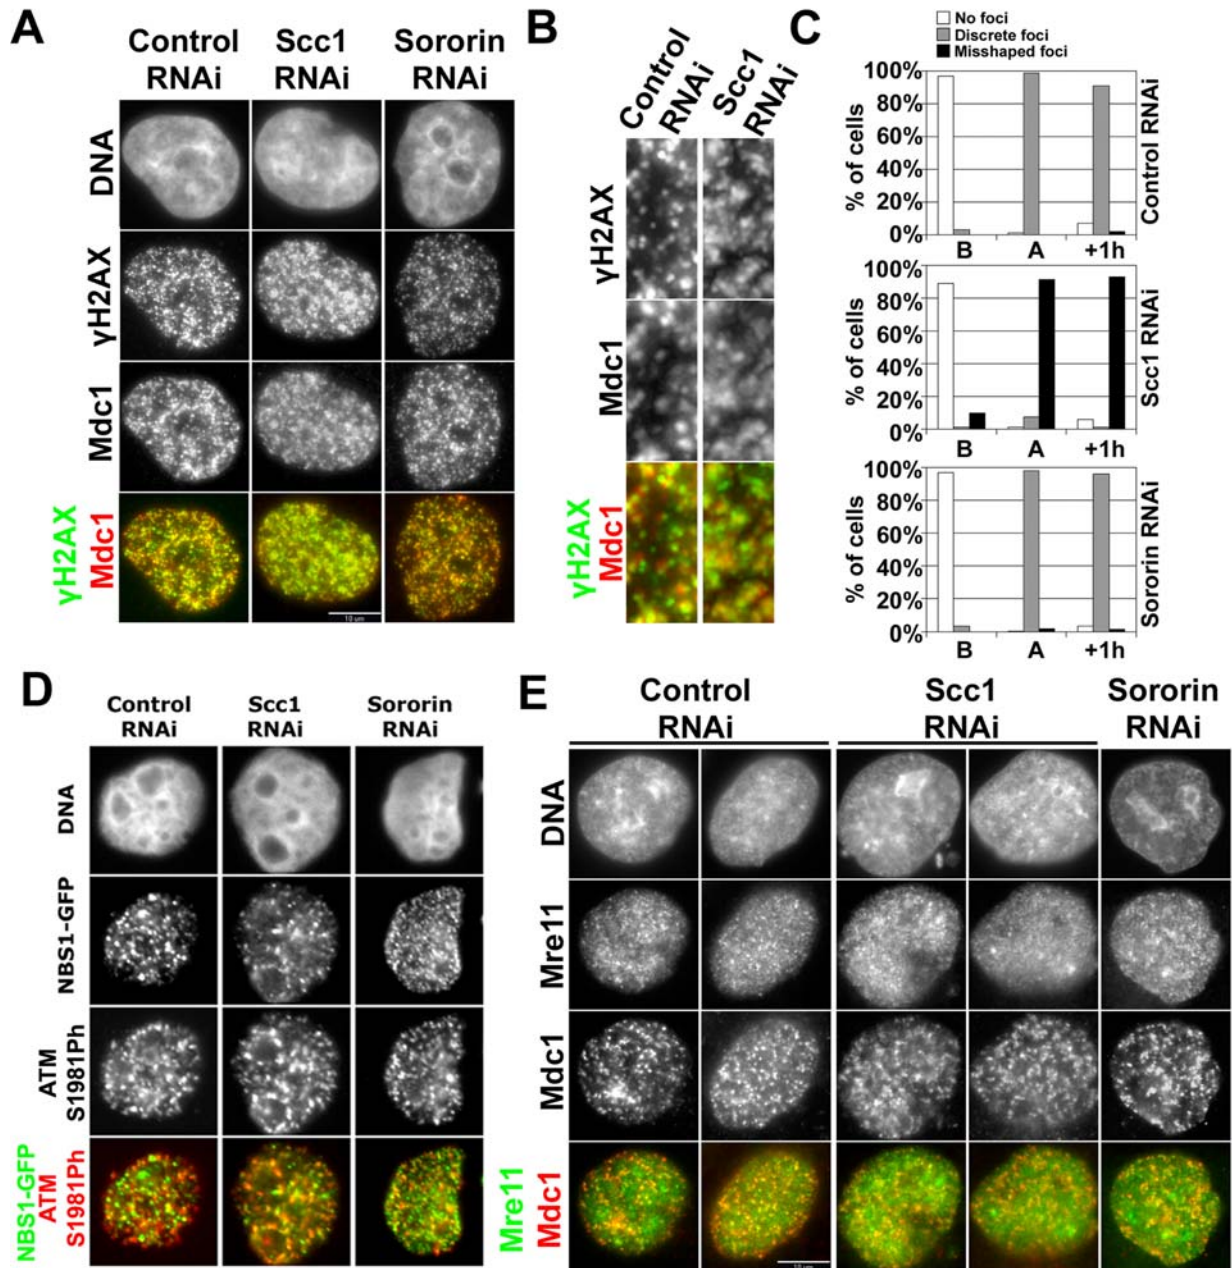 A
Control
RNAi
Scc1
RNAi
Sororin
RNAi
DNA
γH2AX
Mdc1
γH2AX
Mdc1
10 um
B
Control
RNAi
Scc1
RNAi
γH2AX
Mdc1
γH2AX
Mdc1
C
No foci
Discrete foci
Misshaped foci
100%
80%
60%
40%
20%
0%
% of cells
B A +1h
Control RNAi
100%
80%
60%
40%
20%
0%
% of cells
B A +1h
Scc1 RNAi
100%
80%
60%
40%
20%
0%
% of cells
B A +1h
Sororin RNAi
D
Control
RNAi
Scc1
RNAi
Sororin
RNAi
DNA
NBS1-GFP
ATM
S1981Ph
NBS1-GFP
ATM
S1981Ph
E
Control
RNAi
Scc1
RNAi
Sororin
RNAi
DNA
Mre11
Mdc1
Mre11
Mdc1